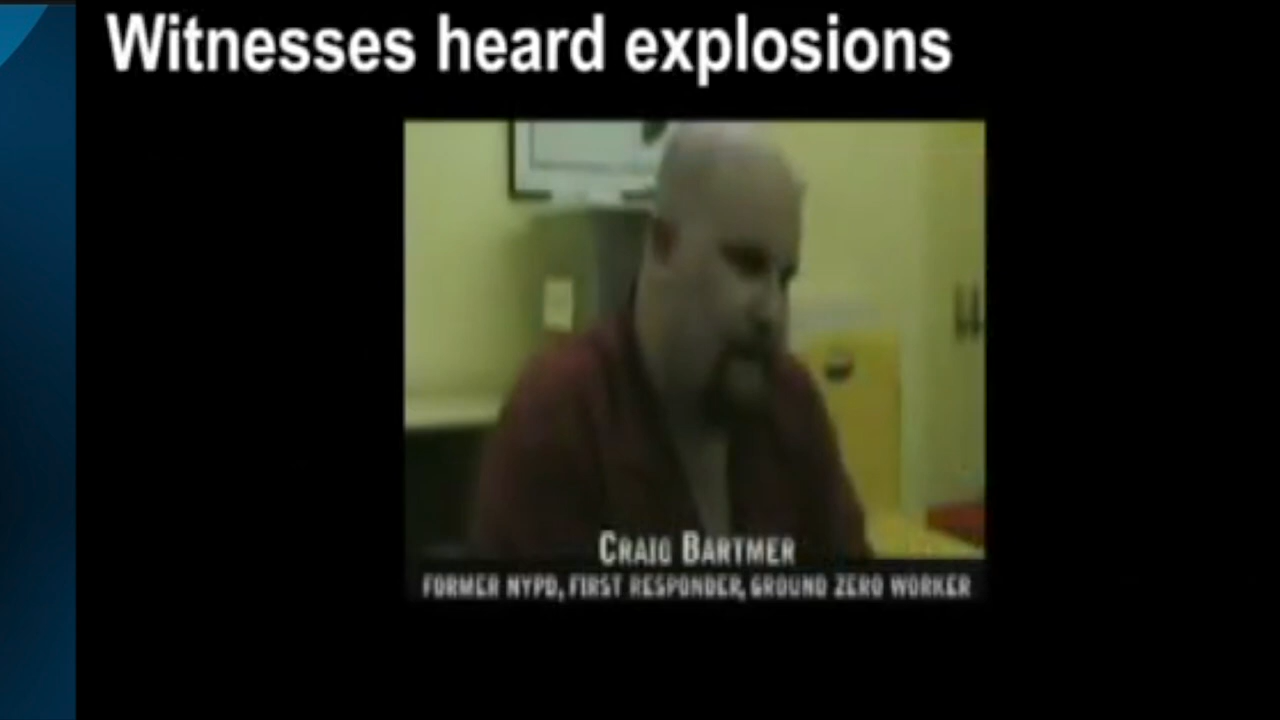 Witnesses heard explosions
CRAIG BARTMER
FORMER NYPD, FIRST RESPONDER, GROUND ZERO WORKER